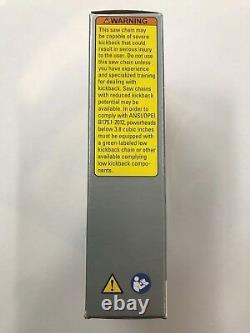 WARNING
This saw chain may
be capable of severe
kickback that could
result in serious injury
to the user. Do not use
this saw chain unless
you have experience
and specialized training
for dealing with
kickback. Saw chains
with reduced kickback
potential may be
available. In order to
comply with ANSI/OPEI
B175.1-2012, powerheads
below 3.8 cubic inches
must be equipped with
a green-labeled low
kickback chain or other
available complying
low kickback compo-
nents.
thumbtom.com